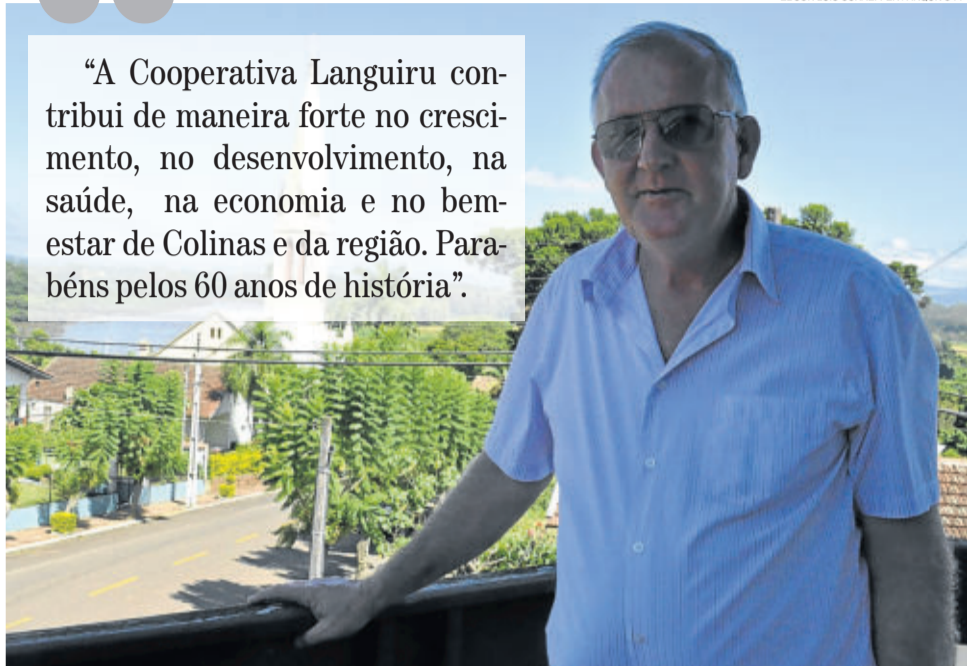 “A Cooperativa Languiru con-
tribui de maneira forte no cresci-
mento, no desenvolvimento, na
saúde, na economia e no bem-
estar de Colinas e da região. Para-
béns pelos 60 anos de história”.